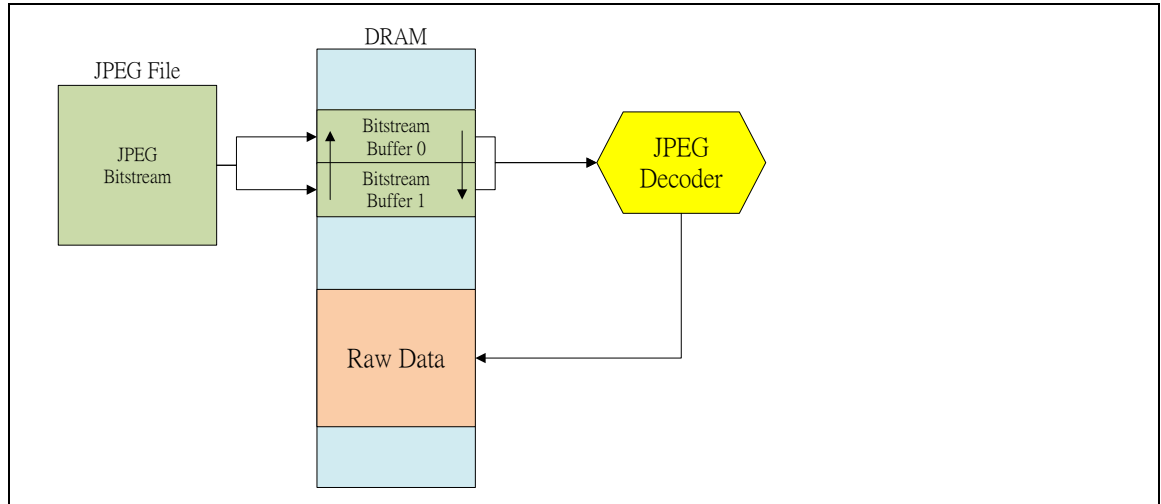 DRAM
JPEG File
JPEG
Bitstream
Bitstream
Buffer 0
Bitstream
Buffer 1
JPEG
Decoder
Raw Data